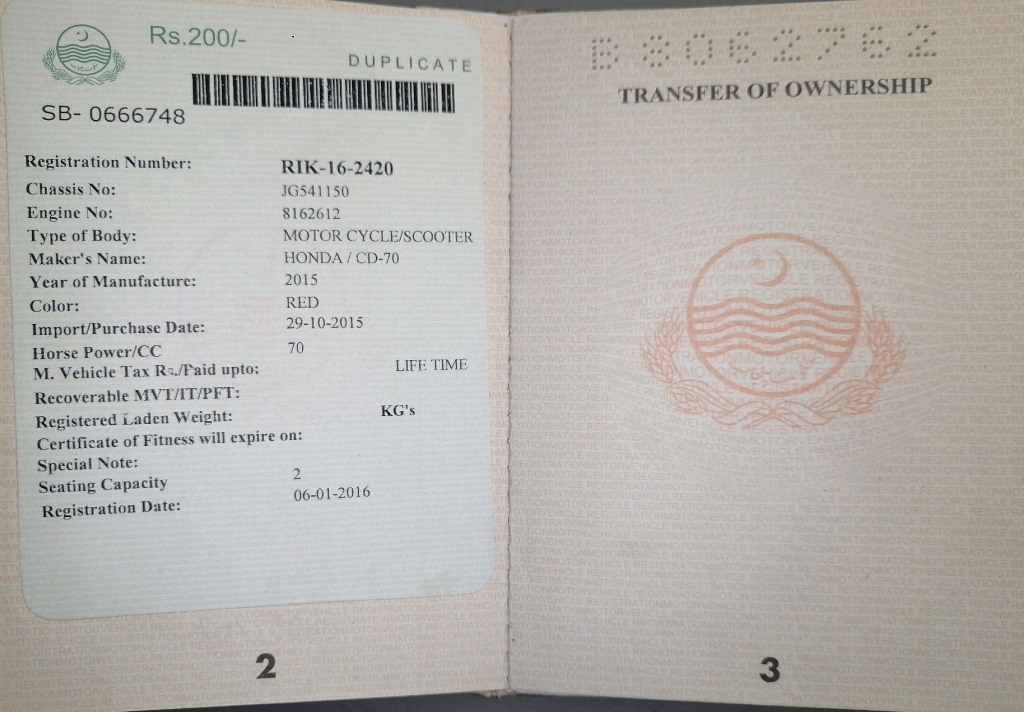 Rs.200/-
DUPLICATE
SB- 0666748
Registration Number: RIK-16-2420
Chassis No: JG541150
Engine No: 8162612
Type of Body: MOTOR CYCLE/SCOOTER
Maker's Name: HONDA / CD-70
Year of Manufacture: 2015
Color: RED
Import/Purchase Date: 29-10-2015
Horse Power/CC 70
M. Vehicle Tax Rs./Paid upto: LIFE TIME
Recoverable MVT/IT/PFT:
Registered Laden Weight: KG's
Certificate of Fitness will expire on:
Special Note:
Seating Capacity 2
Registration Date: 06-01-2016
2
B 8062762
TRANSFER OF OWNERSHIP
3